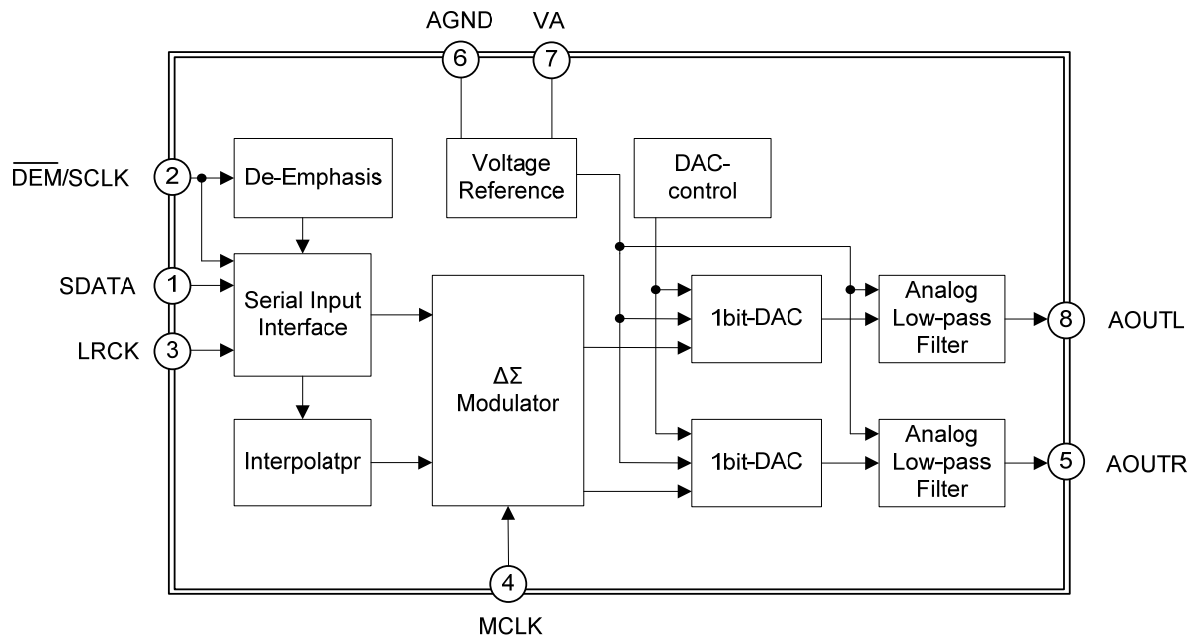 AGND
VA
6
7
DEM/SCLK
2
De-Emphasis
Voltage
Reference
DAC-
control
SDATA
1
Serial Input
Interface
LRCK
3
ΔΣ
Modulator
1bit-DAC
Analog
Low-pass
Filter
8
AOUTL
Interpolatpr
1bit-DAC
Analog
Low-pass
Filter
5
AOUTR
4
MCLK